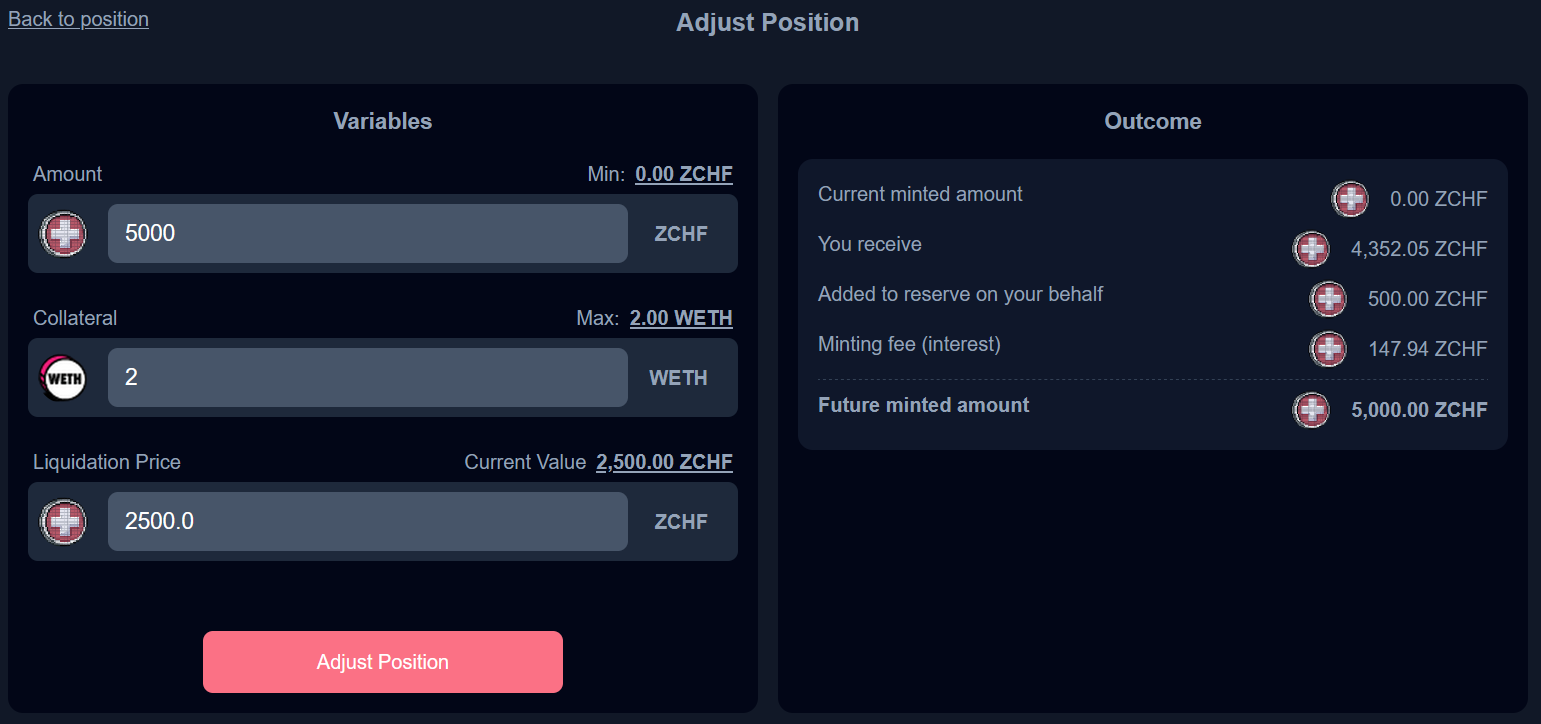 Back to position
Adjust Position
Variables
Amount Min: 0.00 ZCHF
5000 ZCHF
Collateral Max: 2.00 WETH
WETH 2 WETH
Liquidation Price Current Value 2,500.00 ZCHF
2500.0 ZCHF
Adjust Position
Outcome
Current minted amount 0.00 ZCHF
You receive 4,352.05 ZCHF
Added to reserve on your behalf 500.00 ZCHF
Minting fee (interest) 147.94 ZCHF
Future minted amount 5,000.00 ZCHF